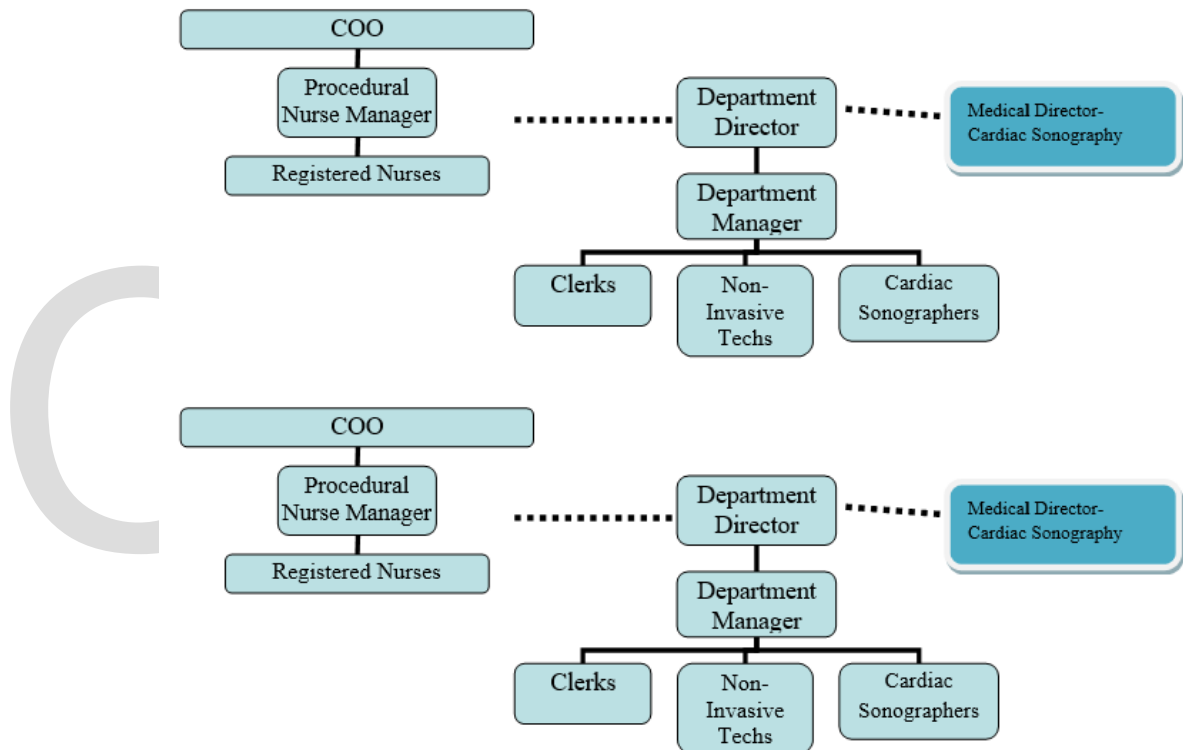 COO
Procedural
Nurse Manager
Registered Nurses
Department
Director
Medical Director-
Cardiac Sonography
Department
Manager
Clerks
Non-
Invasive
Techs
Cardiac
Sonographers
COO
Procedural
Nurse Manager
Registered Nurses
Department
Director
Medical Director-
Cardiac Sonography
Department
Manager
Clerks
Non-
Invasive
Techs
Cardiac
Sonographers